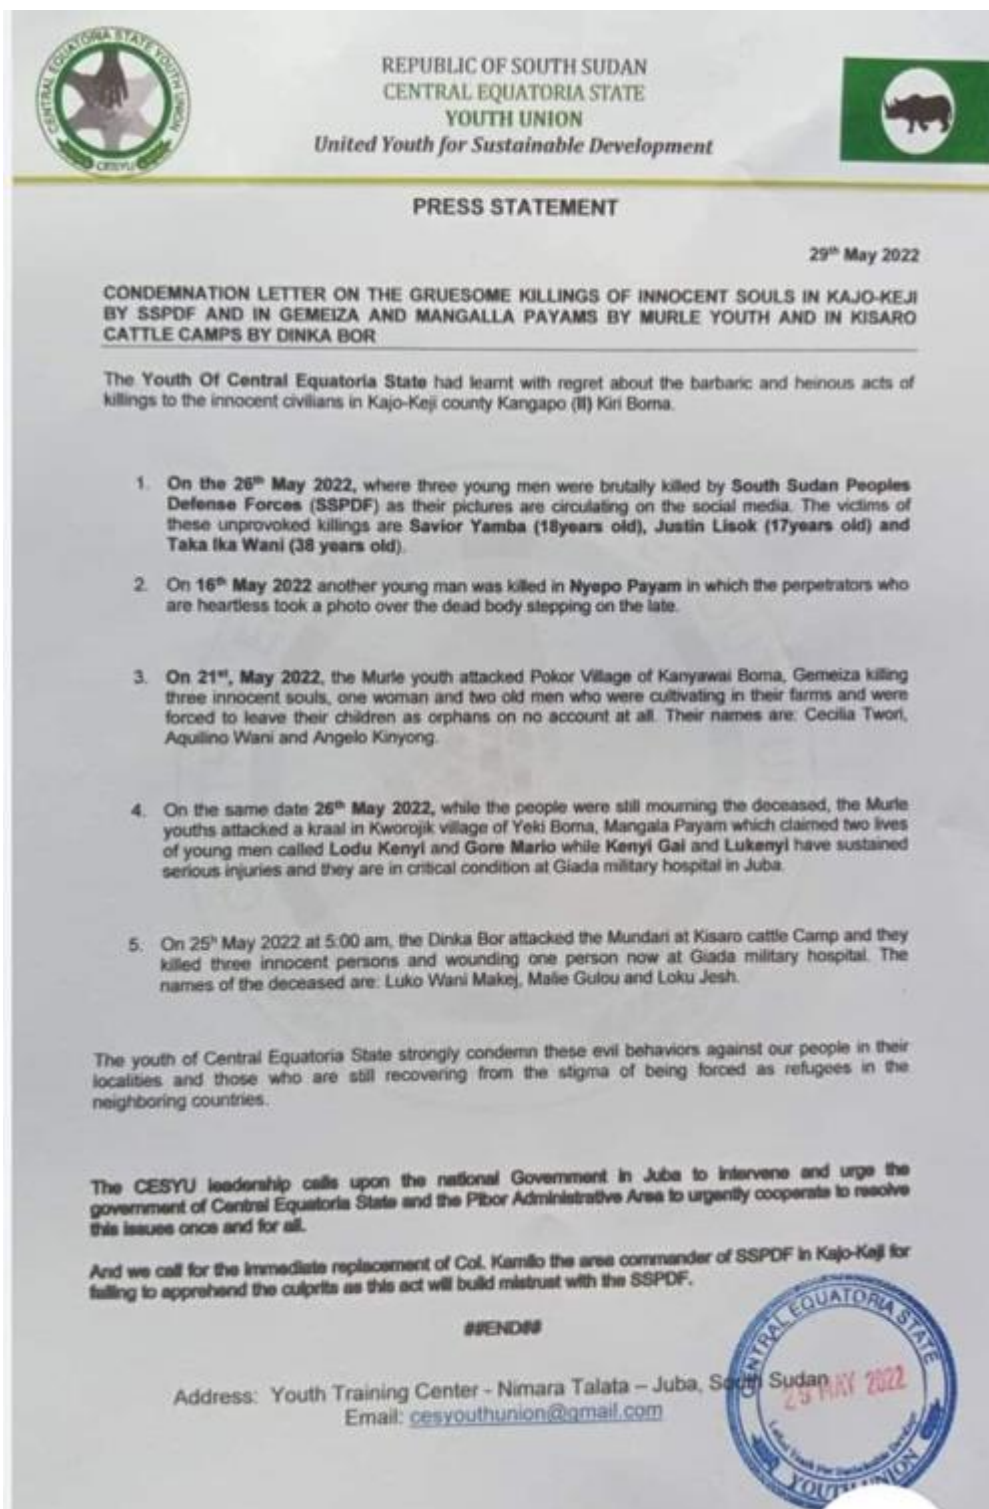 CENTRAL EQUATORIA STATE YOUTH UNION
CESYU
REPUBLIC OF SOUTH SUDAN
CENTRAL EQUATORIA STATE
YOUTH UNION
United Youth for Sustainable Development
PRESS STATEMENT
29th May 2022
CONDEMNATION LETTER ON THE GRUESOME KILLINGS OF INNOCENT SOULS IN KAJO-KEJI
BY SSPDF AND IN GEMEIZA AND MANGALLA PAYAMS BY MURLE YOUTH AND IN KISARO
CATTLE CAMPS BY DINKA BOR
The Youth Of Central Equatoria State had learnt with regret about the barbaric and heinous acts of
killings to the innocent civilians in Kajo-Keji county Kangapo (II) Kiri Boma.
1. On the 26th May 2022, where three young men were brutally killed by South Sudan Peoples
Defense Forces (SSPDF) as their pictures are circulating on the social media. The victims of
these unprovoked killings are Savior Yamba (18years old), Justin Lisok (17years old) and
Taka Ika Wani (38 years old).
2. On 16th May 2022 another young man was killed in Nyepo Payam in which the perpetrators who
are heartless took a photo over the dead body stepping on the late.
3. On 21st, May 2022, the Murle youth attacked Pokor Village of Kanyawai Boma, Gemeiza killing
three innocent souls, one woman and two old men who were cultivating in their farms and were
forced to leave their children as orphans on no account at all. Their names are: Cecilia Twori,
Aquilino Wani and Angelo Kinyong.
4. On the same date 26th May 2022, while the people were still mourning the deceased, the Murle
youths attacked a kraal in Kworojik village of Yeki Boma, Mangala Payam which claimed two lives
of young men called Lodu Kenyi and Gore Mario while Kenyi Gai and Lukenyi have sustained
serious injuries and they are in critical condition at Giada military hospital in Juba.
5. On 25h May 2022 at 5:00 am, the Dinka Bor attacked the Mundari at Kisaro cattle Camp and they
killed three innocent persons and wounding one person now at Giada military hospital. The
names of the deceased are: Luko Wani Makej, Malie Gulou and Loku Jesh.
The youth of Central Equatoria State strongly condemn these evil behaviors against our people in their
localities and those who are still recovering from the stigma of being forced as refugees in the
neighboring countries.
The CESYU leadership calls upon the national Government in Juba to intervene and urge the
government of Central Equatoria State and the Pibor Administrative Area to urgently cooperate to resolve
this issues once and for all.
And we call for the immediate replacement of Col. Kamilo the area commander of SSPDF in Kajo-Keji for
failing to apprehend the culprits as this act will build mistrust with the SSPDF.
##END##
Address: Youth Training Center - Nimara Talata – Juba, South Sudan
Email: cesyouthunion@gmail.com
CENTRAL EQUATORIA STATE
MAY 2022
YOUTH UNION